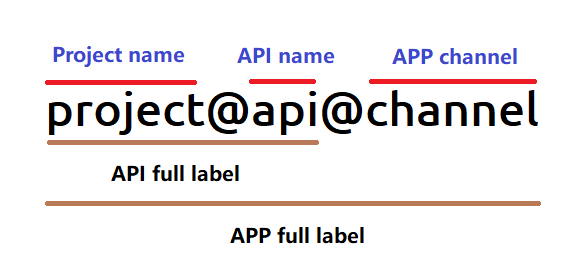 Project name API name APP channel
project@api@channel
API full label
APP full label